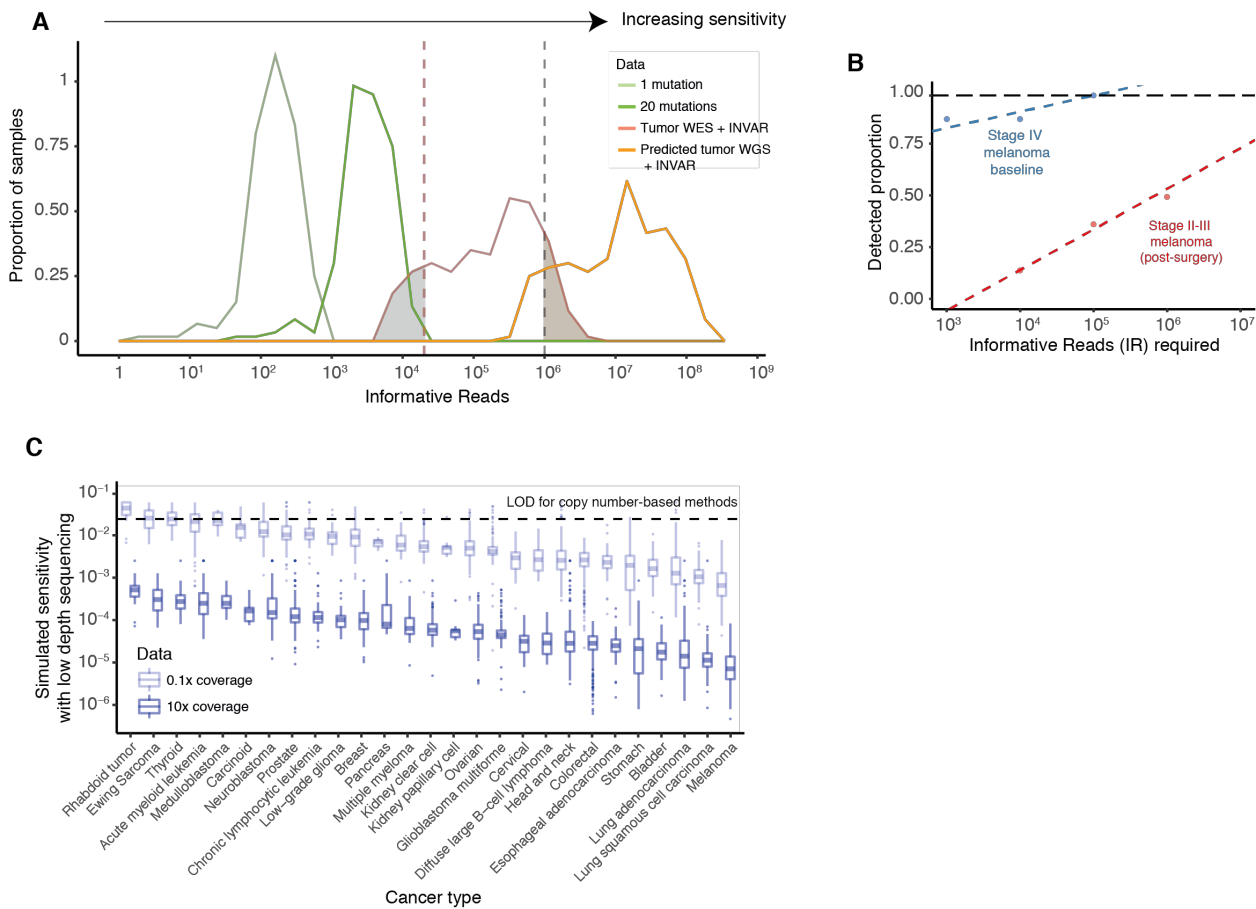 A
Increasing sensitivity
Proportion of samples
1
0.75
0.50
0.25
0
Data
1 mutation
20 mutations
Tumor WES + INVAR
Predicted tumor WGS
+ INVAR
1
10¹
10²
10³
10⁴
10⁵
10⁶
10⁷
10⁸
10⁹
Informative Reads
B
Detected proportion
1.00
0.75
0.50
0.25
0.00
Stage IV
melanoma
baseline
Stage II-III
melanoma
(post-surgery)
10³
10⁴
10⁵
10⁶
10⁷
Informative Reads (IR) required
C
Simulated sensitivity
with low depth sequencing
10⁻¹
10⁻²
10⁻³
10⁻⁴
10⁻⁵
10⁻⁶
LOD for copy number-based methods
Data
0.1x coverage
10x coverage
Rhabdoid tumor
Ewing Sarcoma
Thyroid
Acute myeloid leukemia
Medulloblastoma
Carcinoid
Neuroblastoma
Prostate
Chronic lymphocytic leukemia
Low-grade glioma
Breast
Pancreas
Multiple myeloma
Kidney clear cell
Kidney papillary cell
Ovarian
Glioblastoma multiforme
Cervical
Diffuse large B-cell lymphoma
Head and neck
Colorectal
Esophageal adenocarcinoma
Stomach
Bladder
Lung adenocarcinoma
Lung squamous cell carcinoma
Melanoma
Cancer type